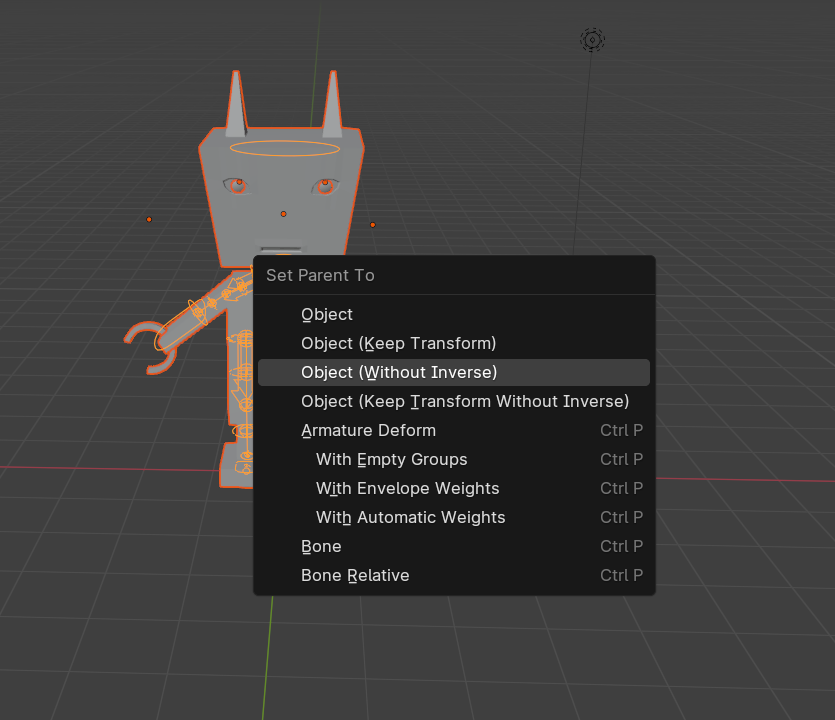 Set Parent To
Object
Object (Keep Transform)
Object (Without Inverse)
Object (Keep Transform Without Inverse)
Armature Deform Ctrl P
With Empty Groups Ctrl P
With Envelope Weights Ctrl P
With Automatic Weights Ctrl P
Bone Ctrl P
Bone Relative Ctrl P